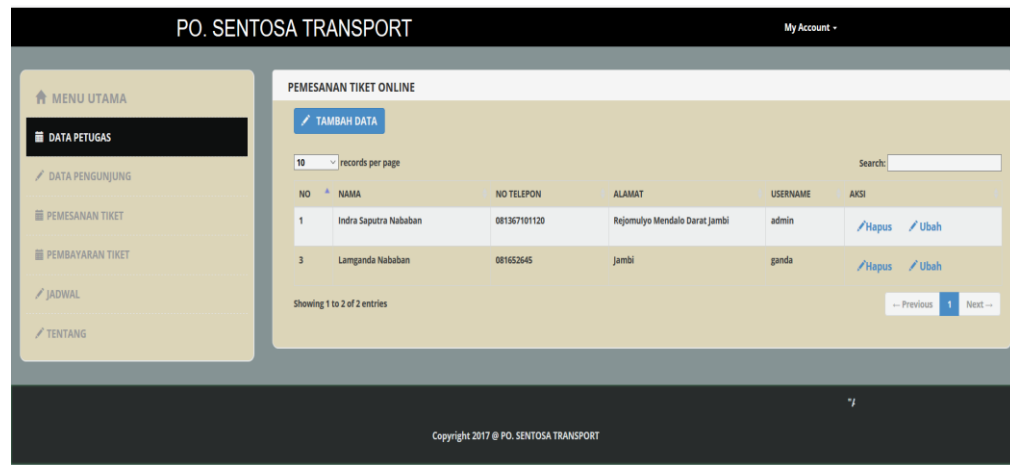 PO. SENTOSA TRANSPORT
My Account
MENU UTAMA
DATA PETUGAS
DATA PENGUNJUNG
PEMESANAN TIKET
PEMBAYARAN TIKET
JADWAL
TENTANG
PEMESANAN TIKET ONLINE
TAMBAH DATA
10 records per page
Search:
NO NAMA NO TELEPON ALAMAT USERNAME AKSI
1 Indra Saputra Nababan 081367101120 Rejomulyo Mendalo Darat Jambi admin Hapus Ubah
3 Lamganda Nababan 081652645 Jambi ganda Hapus Ubah
Showing 1 to 2 of 2 entries
← Previous 1 Next →
Copyright 2017 @ PO. SENTOSA TRANSPORT